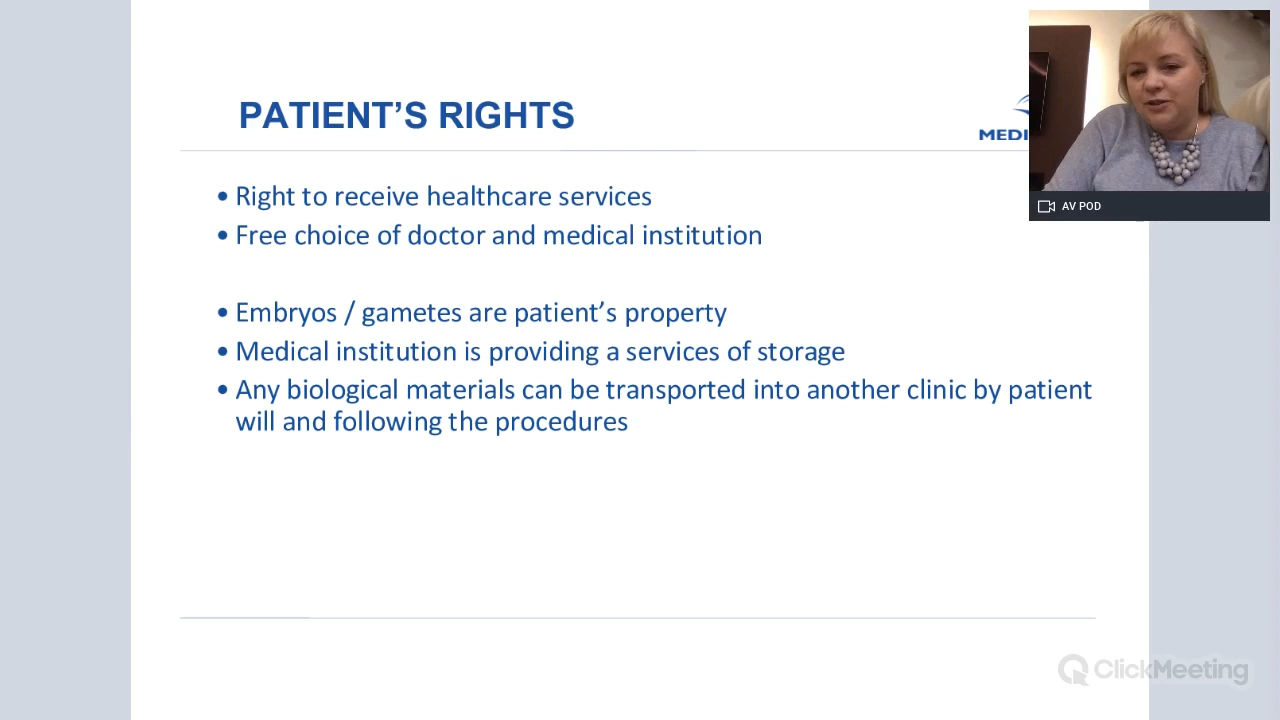 PATIENT’S RIGHTS
MEDI
AV POD
• Right to receive healthcare services
• Free choice of doctor and medical institution
• Embryos / gametes are patient’s property
• Medical institution is providing a services of storage
• Any biological materials can be transported into another clinic by patient
will and following the procedures
ClickMeeting